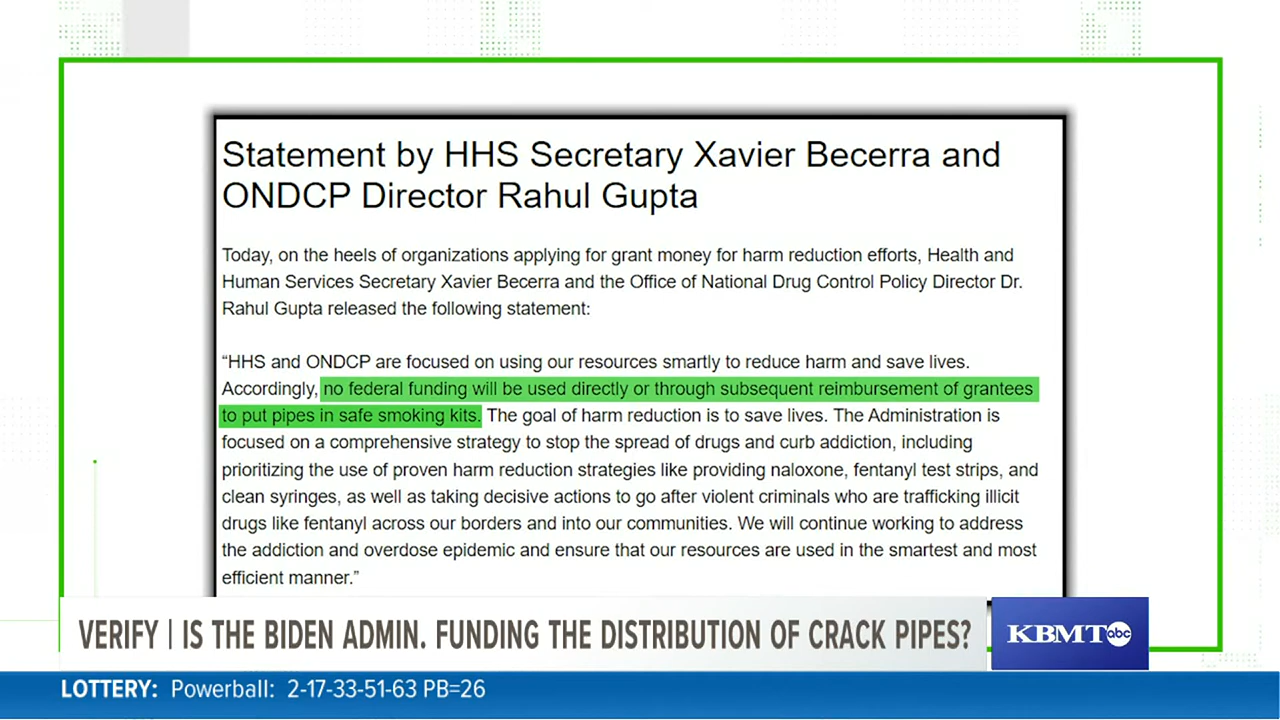 Statement by HHS Secretary Xavier Becerra and
ONDCP Director Rahul Gupta
Today, on the heels of organizations applying for grant money for harm reduction efforts, Health and
Human Services Secretary Xavier Becerra and the Office of National Drug Control Policy Director Dr.
Rahul Gupta released the following statement:
“HHS and ONDCP are focused on using our resources smartly to reduce harm and save lives.
Accordingly, no federal funding will be used directly or through subsequent reimbursement of grantees
to put pipes in safe smoking kits. The goal of harm reduction is to save lives. The Administration is
focused on a comprehensive strategy to stop the spread of drugs and curb addiction, including
prioritizing the use of proven harm reduction strategies like providing naloxone, fentanyl test strips, and
clean syringes, as well as taking decisive actions to go after violent criminals who are trafficking illicit
drugs like fentanyl across our borders and into our communities. We will continue working to address
the addiction and overdose epidemic and ensure that our resources are used in the smartest and most
efficient manner.”
VERIFY | IS THE BIDEN ADMIN. FUNDING THE DISTRIBUTION OF CRACK PIPES?
KBMT abc
LOTTERY: Powerball: 2-17-33-51-63 PB=26